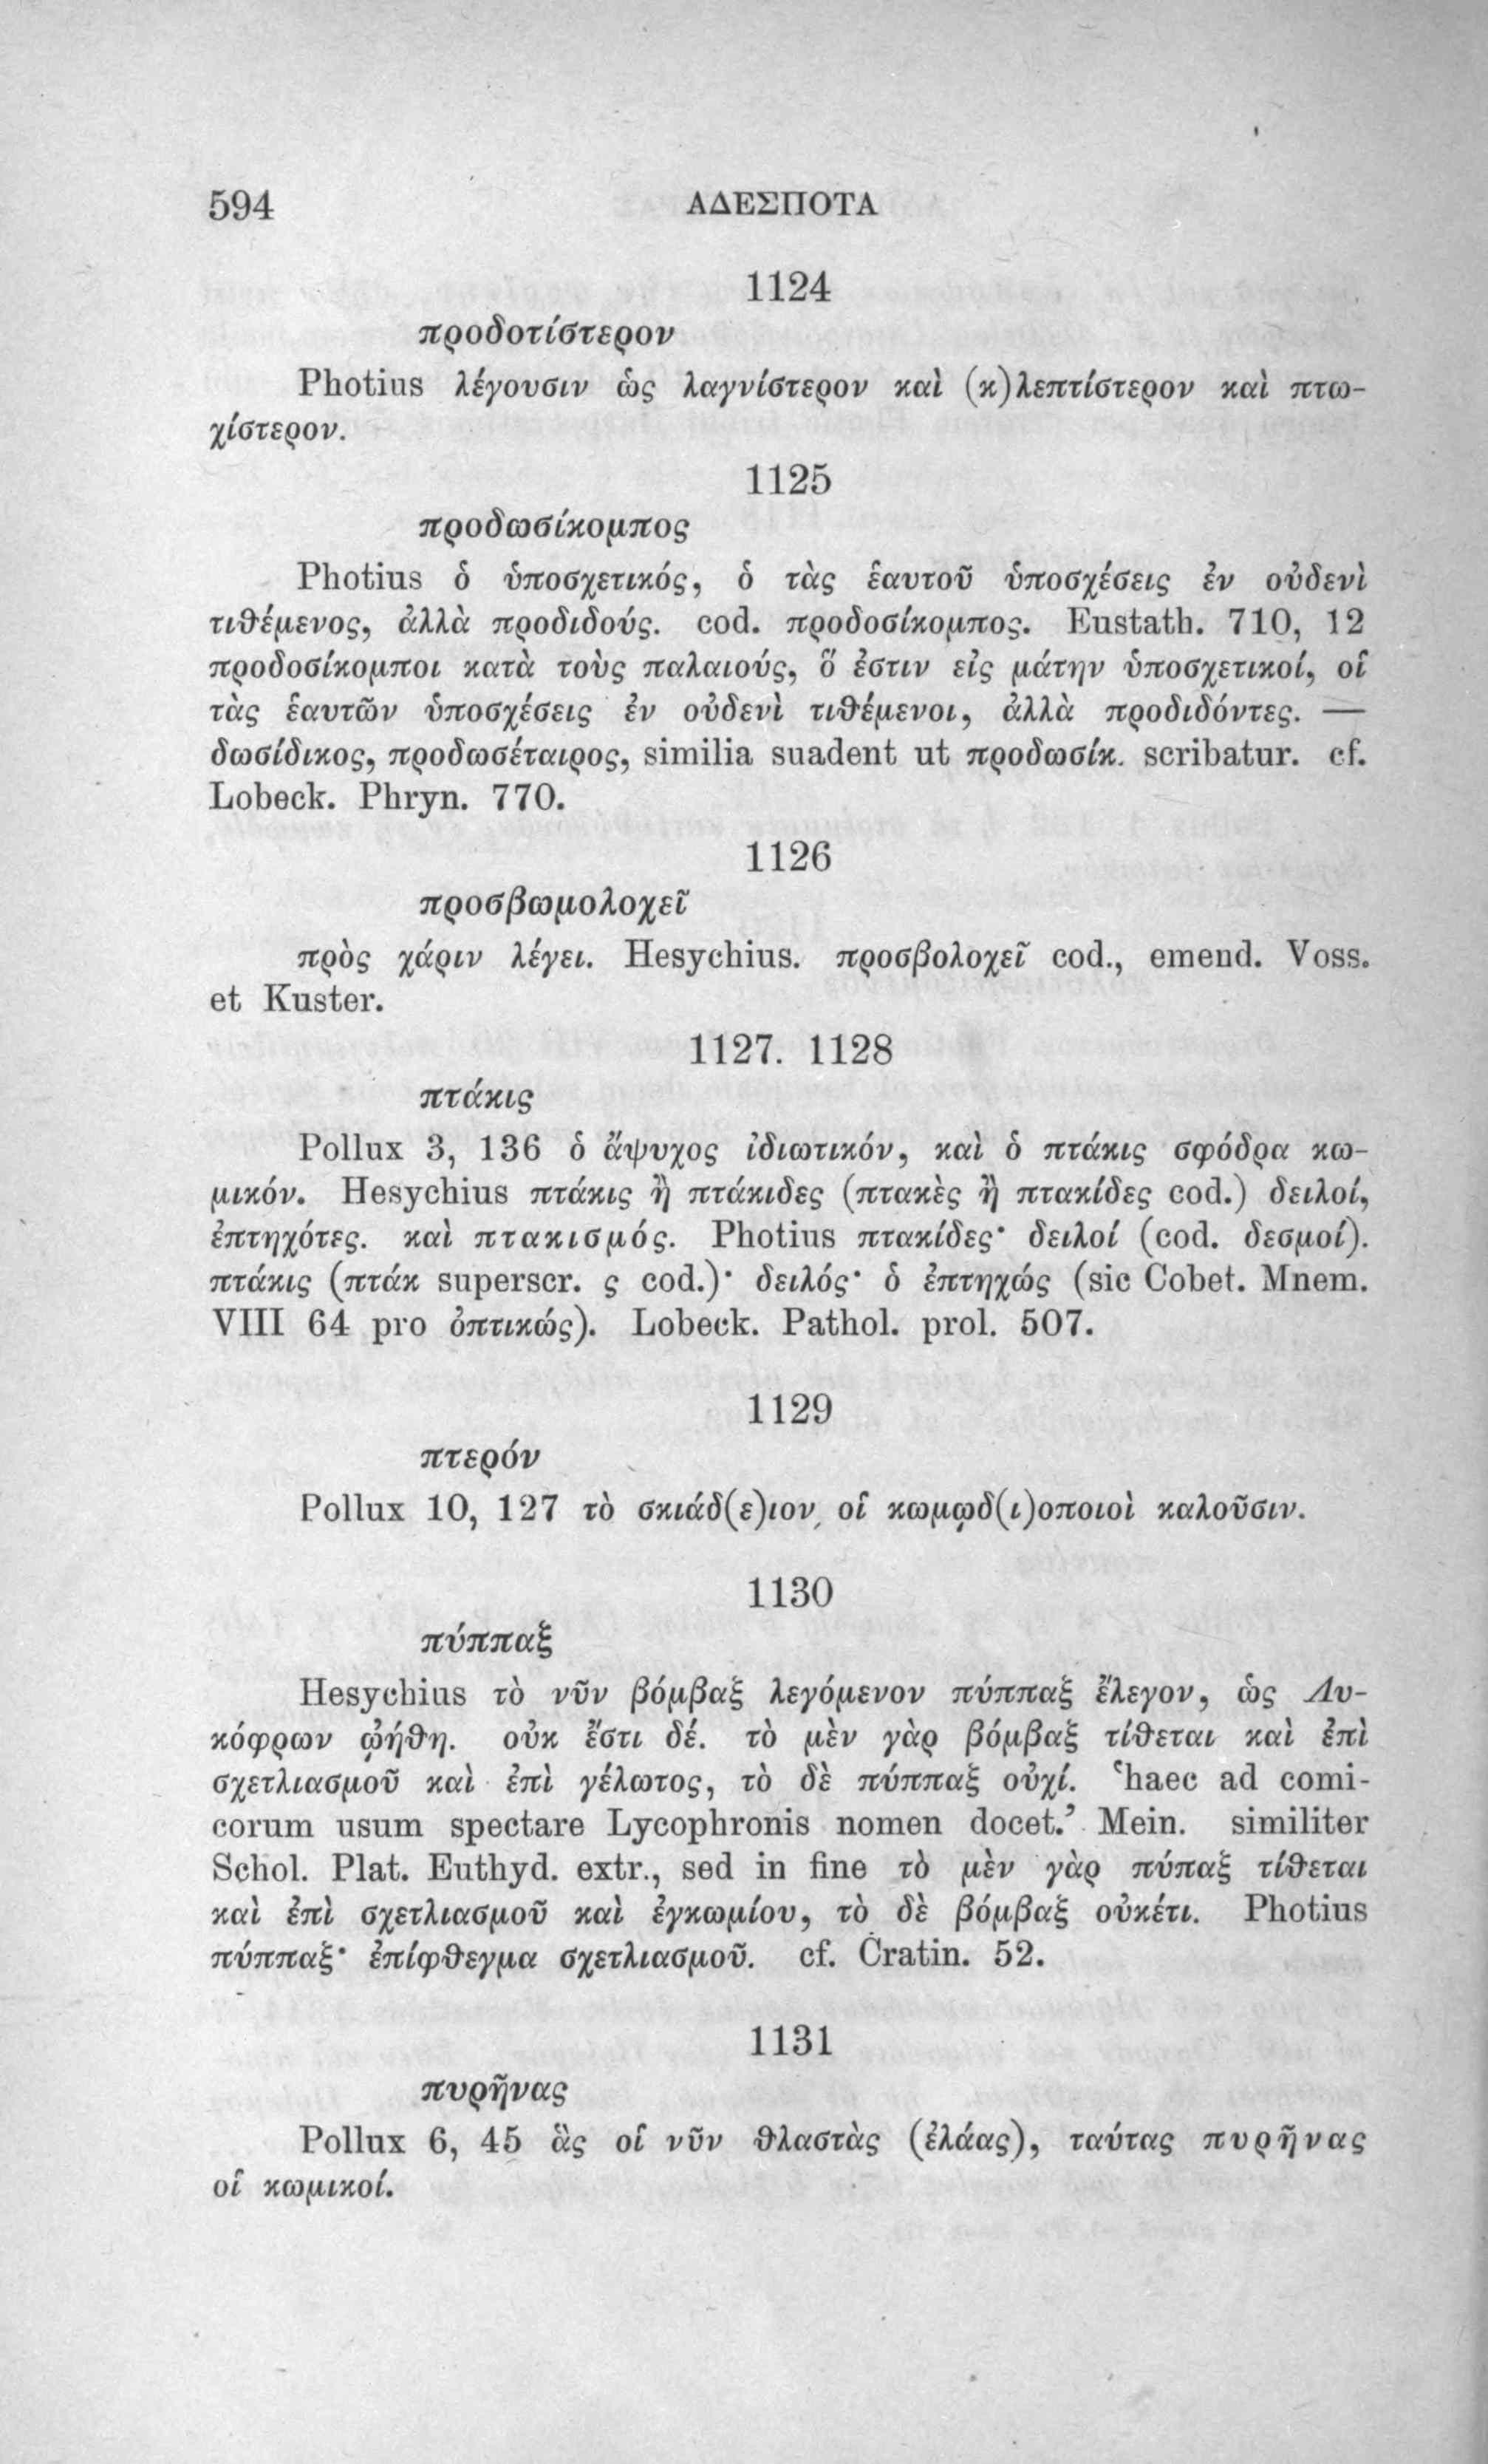 594 ΑΔΕΣΠΟΤΑ
1124
προδοτίστερον
Photius λέγουσιν ὡς λαγνίστερον καὶ (κ)λεπτίστερον καὶ πτω-
χίστερον.
1125
προδωσίκομπος
Photius ὁ ὑποσχετικός, ὁ τὰς ἑαυτοῦ ὑποσχέσεις ἐν οὐδενὶ
τιθέμενος, ἀλλὰ προδιδούς. cod. προδοσίκομπος. Eustath. 710, 12
προδοσίκομποι κατὰ τοὺς παλαιούς, ὅ ἐστιν εἰς μάτην ὑποσχετικοί, οἱ
τὰς ἑαυτῶν ὑποσχέσεις ἐν οὐδενὶ τιθέμενοι, ἀλλὰ προδιδόντες. —
δωσίδικος, προδωσέταιρος, similia suadent ut προδωσίκ. scribatur. cf.
Lobeck. Phryn. 770.
1126
προσβωμολοχεῖ
πρὸς χάριν λέγει. Hesychius. προσβολοχεῖ cod., emend. Voss.
et Kuster.
1127. 1128
πτάκις
Pollux 3, 136 ὁ ἄψυχος ἰδιωτικόν, καὶ ὁ πτάκις σφόδρα κω-
μικόν. Hesychius πτάκις ἢ πτάκιδες (πτακὲς ἢ πτακίδες cod.) δειλοί,
ἐπτηχότες. καὶ πτακισμός. Photius πτακίδες· δειλοί (cod. δεσμοί).
πτάκις (πτάκ superscr. ς cod.)· δειλός· ὁ ἐπτηχώς (sic Cobet. Mnem.
VIII 64 pro ὀπτικώς). Lobeck. Pathol. prol. 507.
1129
πτερόν
Pollux 10, 127 τὸ σκιάδ(ε)ιον, οἱ κωμῳδ(ι)οποιοὶ καλοῦσιν.
1130
πύππαξ
Hesychius τὸ νῦν βόμβαξ λεγόμενον πύππαξ ἔλεγον, ὡς Λυ-
κόφρων ᾠήθη. οὐκ ἔστι δέ. τὸ μὲν γὰρ βόμβαξ τίθεται καὶ ἐπὶ
σχετλιασμοῦ καὶ ἐπὶ γέλωτος, τὸ δὲ πύππαξ οὐχί. ‘haec ad comi-
corum usum spectare Lycophronis nomen docet.’ Mein. similiter
Schol. Plat. Euthyd. extr., sed in fine τὸ μὲν γὰρ πύπαξ τίθεται
καὶ ἐπὶ σχετλιασμοῦ καὶ ἐγκωμίου, τὸ δὲ βόμβαξ οὐκέτι. Photius
πύππαξ· ἐπίφθεγμα σχετλιασμοῦ. cf. Cratin. 52.
1131
πυρῆνας
Pollux 6, 45 ἃς οἱ νῦν θλαστὰς (ἐλάας), ταύτας πυρῆνας
οἱ κωμικοί.